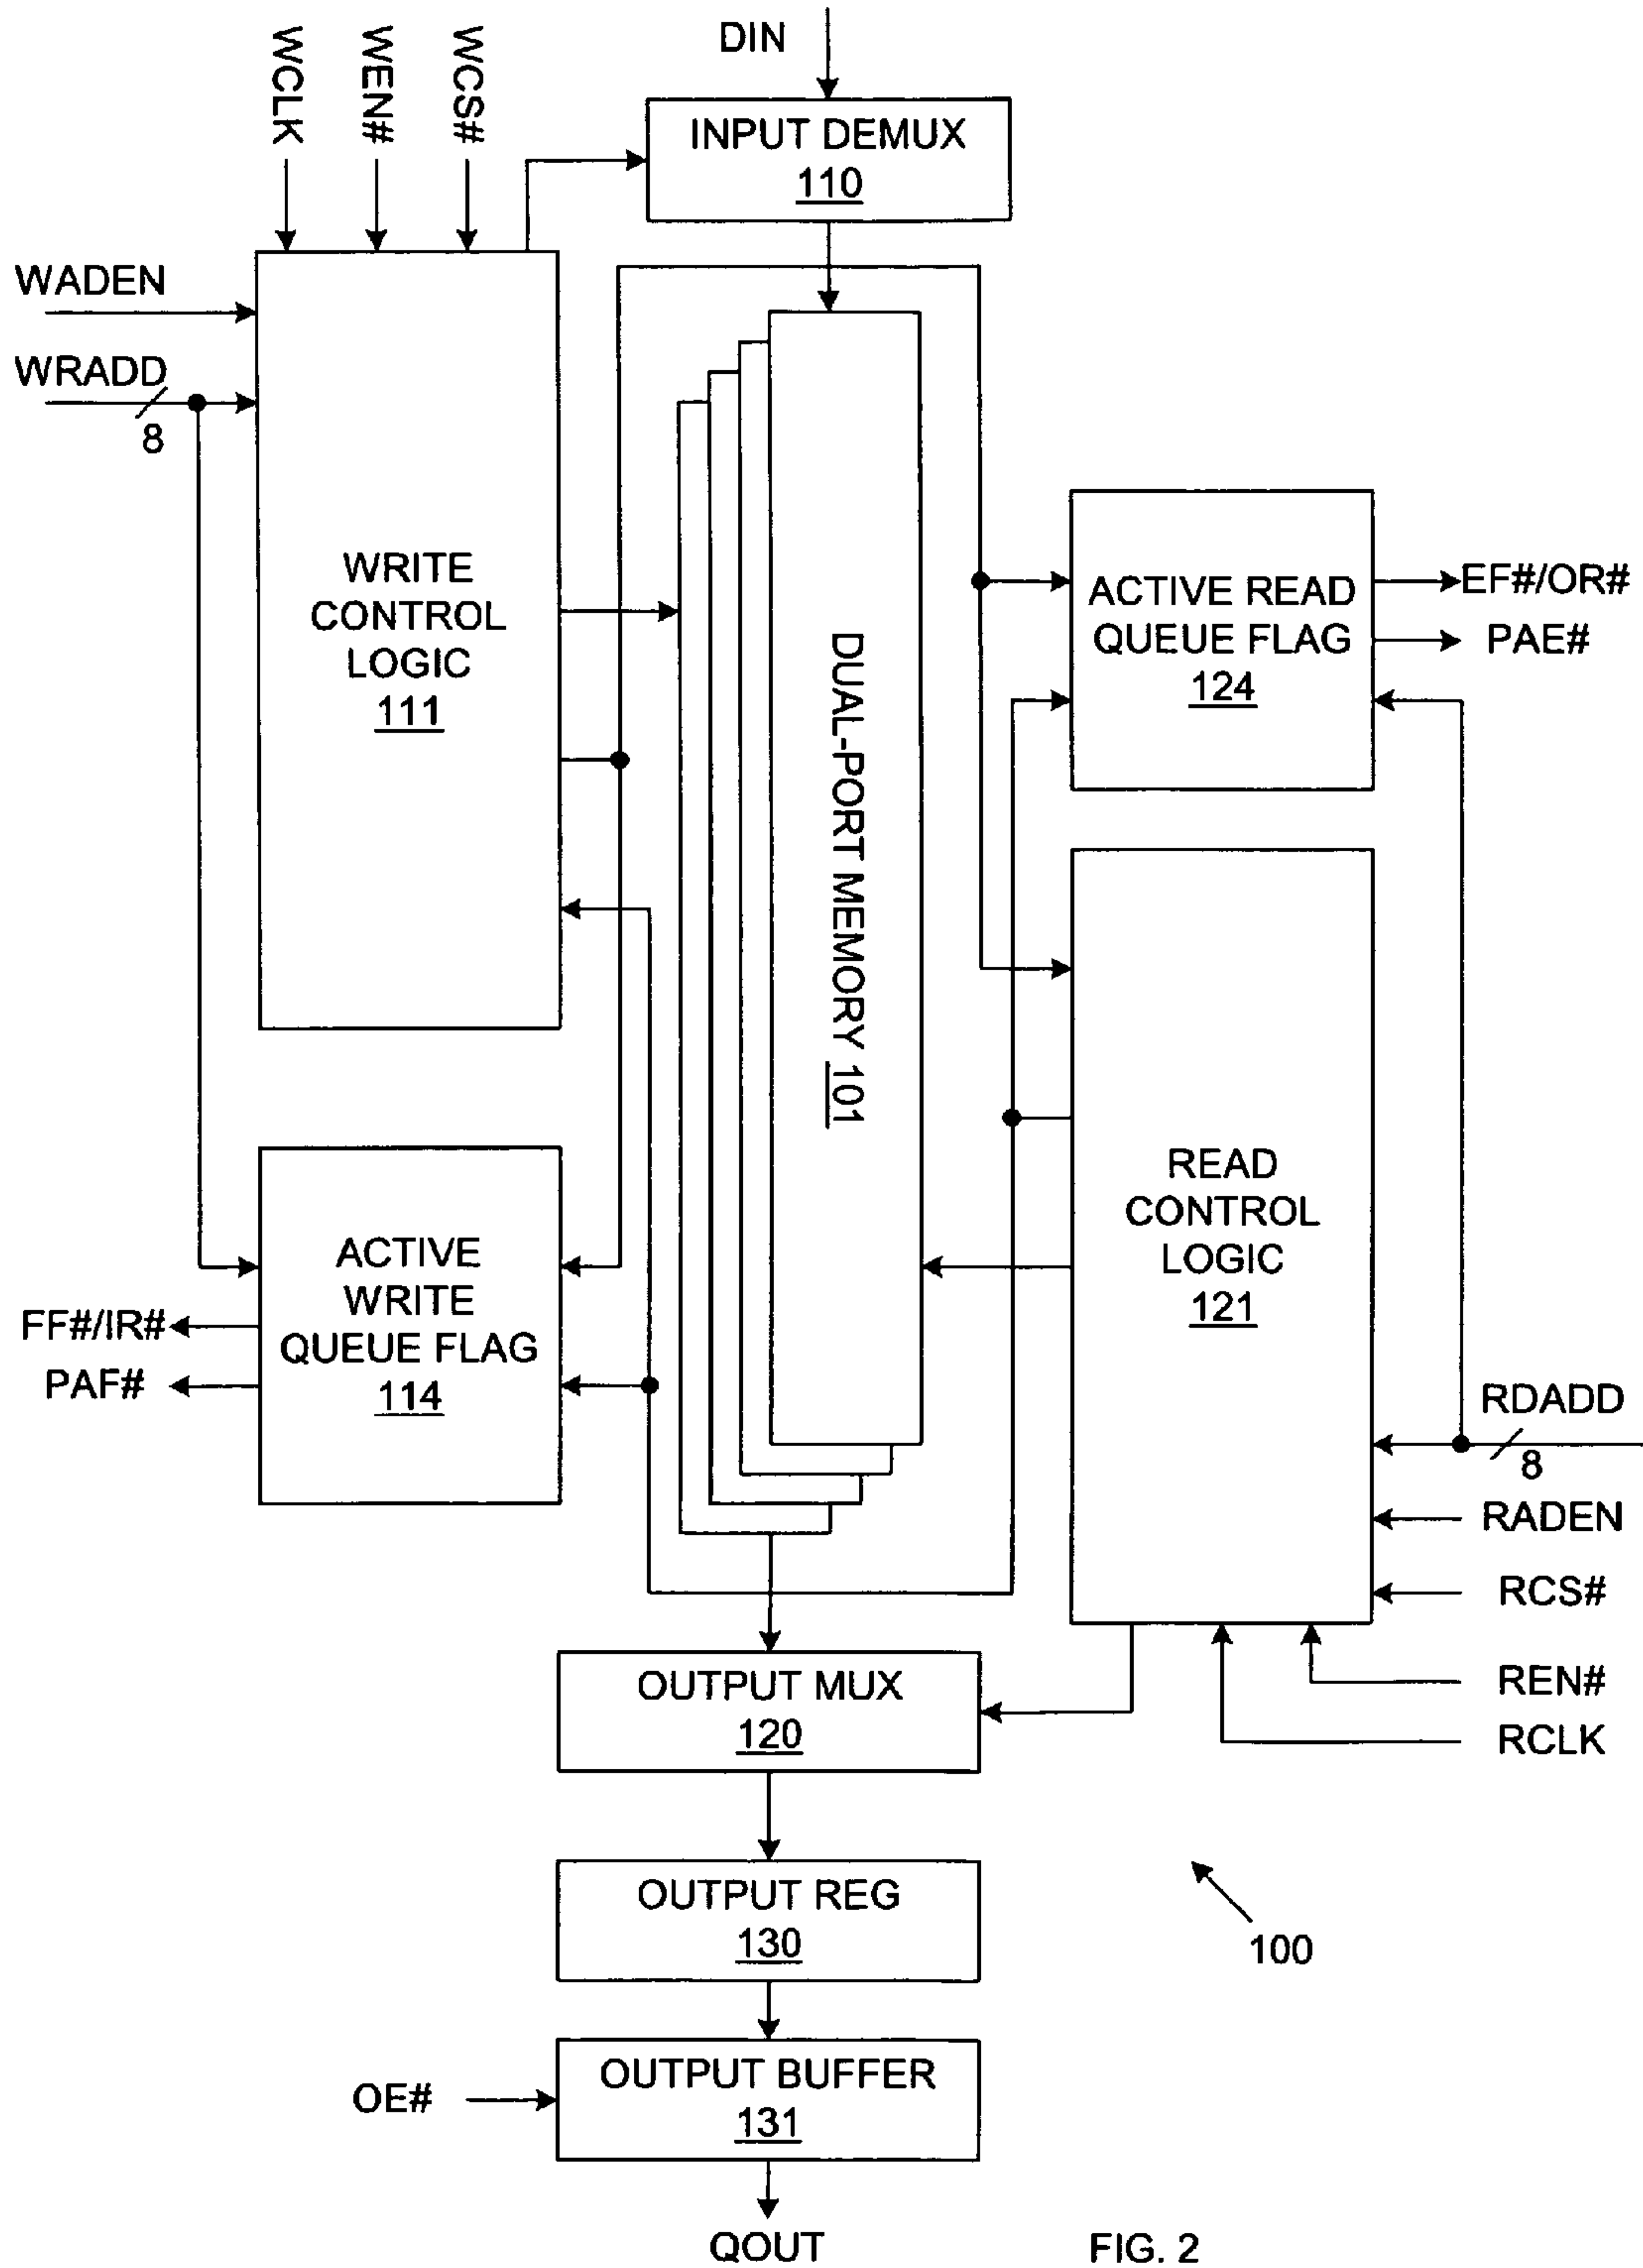 DIN
WCLK
WEN#
WCS#
INPUT DEMUX
110
WADEN
WRADD
8
WRITE
CONTROL
LOGIC
111
DUAL-PORT MEMORY 101
ACTIVE READ
QUEUE FLAG
124
EF#/OR#
PAE#
READ
CONTROL
LOGIC
121
ACTIVE
WRITE
QUEUE FLAG
114
FF#/IR#
PAF#
RDADD
8
RADEN
RCS#
REN#
RCLK
OUTPUT MUX
120
OUTPUT REG
130
100
OUTPUT BUFFER
131
OE#
QOUT
FIG. 2